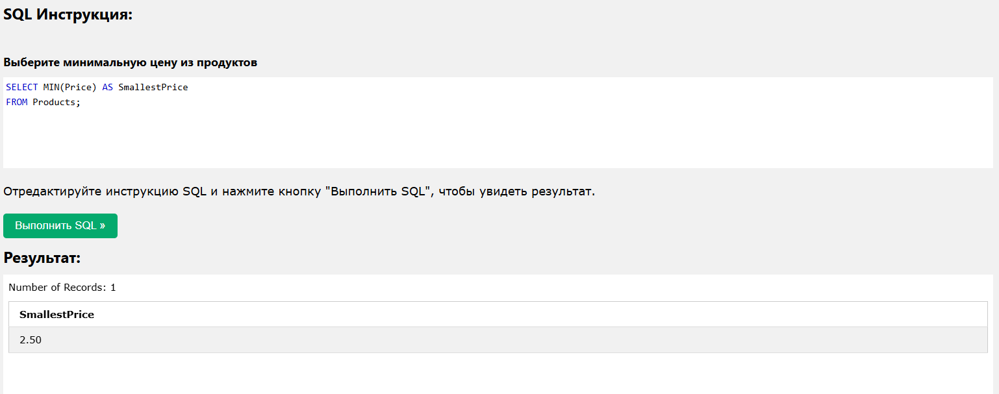 SQL Инструкция:
Выберите минимальную цену из продуктов
SELECT MIN(Price) AS SmallestPrice
FROM Products;
Отредактируйте инструкцию SQL и нажмите кнопку "Выполнить SQL", чтобы увидеть результат.
Выполнить SQL »
Результат:
Number of Records: 1
SmallestPrice
2.50